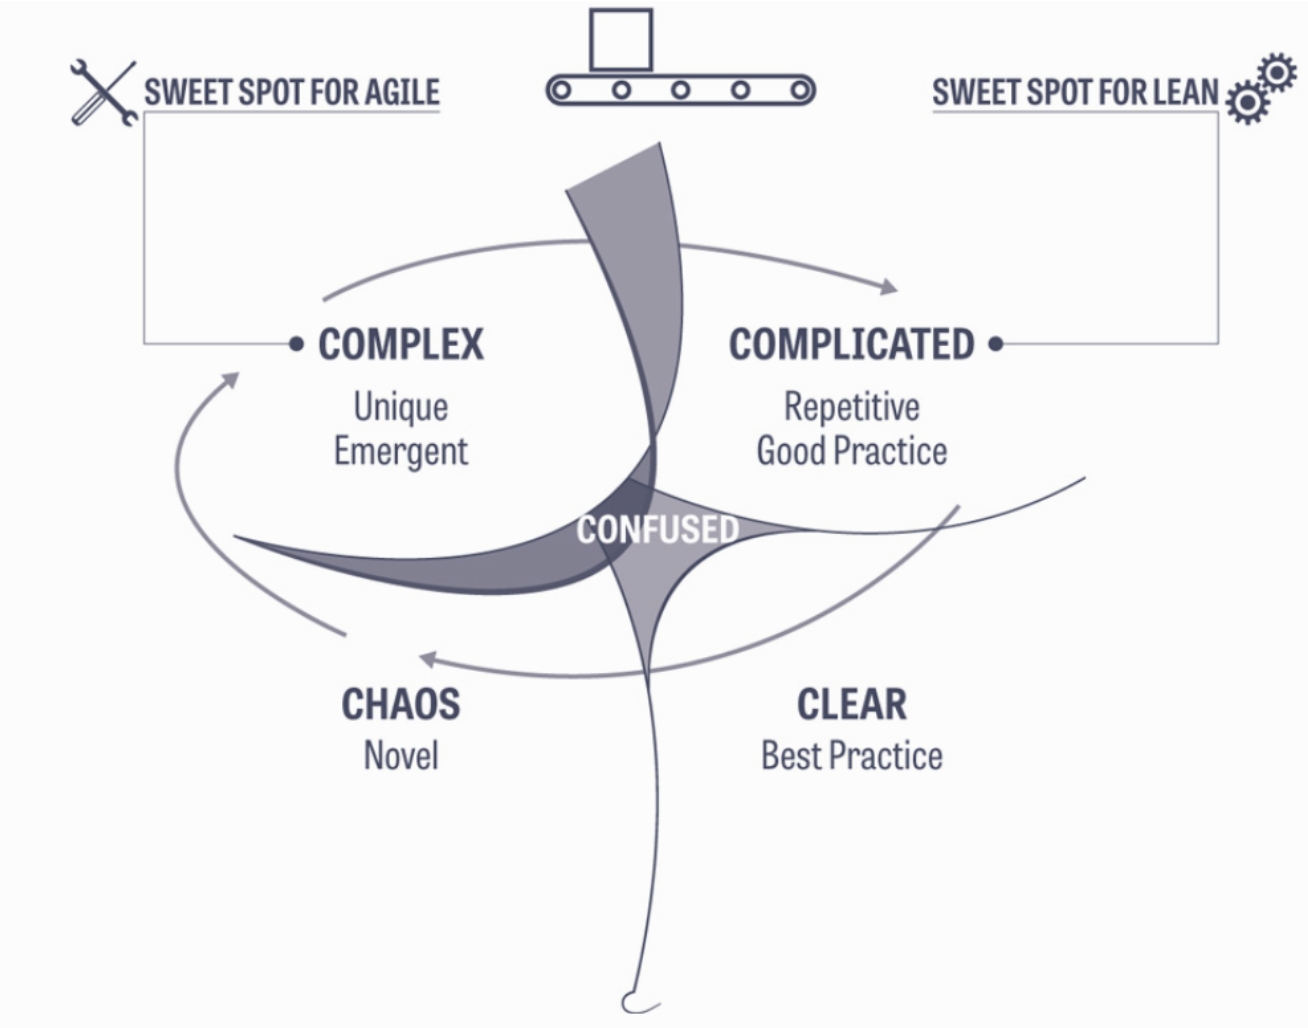 SWEET SPOT FOR AGILE
SWEET SPOT FOR LEAN
COMPLEX
Unique
Emergent
COMPLICATED
Repetitive
Good Practice
CONFUSED
CHAOS
Novel
CLEAR
Best Practice